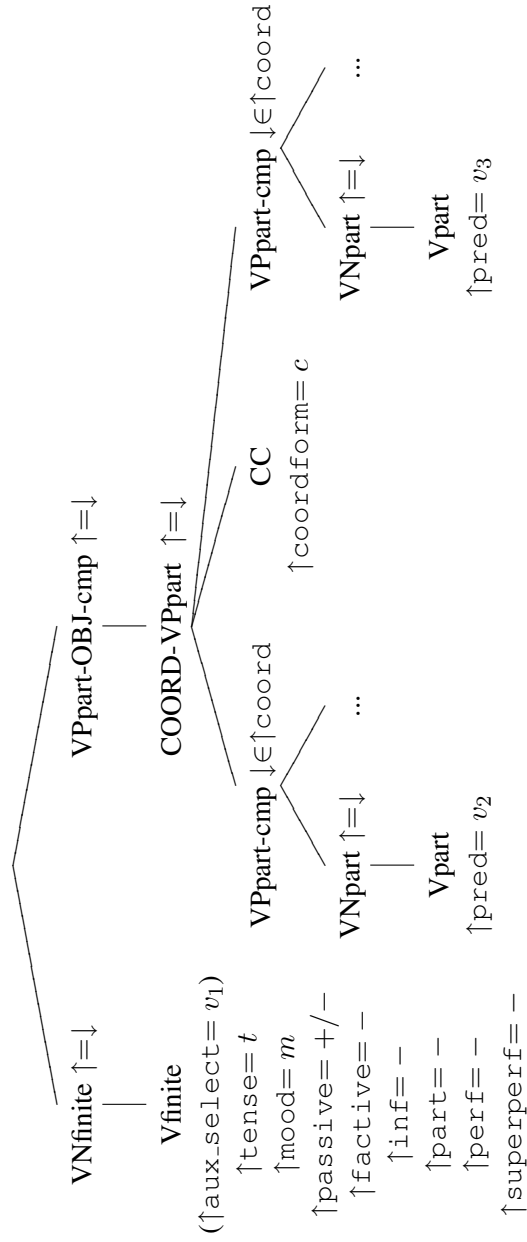 VNfinite ↑=↓
Vfinite
(↑aux_select= v₁)
↑tense= t
↑mood= m
↑passive= +/−
↑factive= −
↑inf= −
↑part= −
↑perf= −
↑superperf= −
VPpart-OBJ-cmp ↑=↓
COORD-VPpart ↑=↓
VPpart-cmp ↓∈↑coord
VNpart ↑=↓
Vpart
↑pred= v₂
...
CC
↑coordform= c
VPpart-cmp ↓∈↑coord
VNpart ↑=↓
Vpart
↑pred= v₃
...